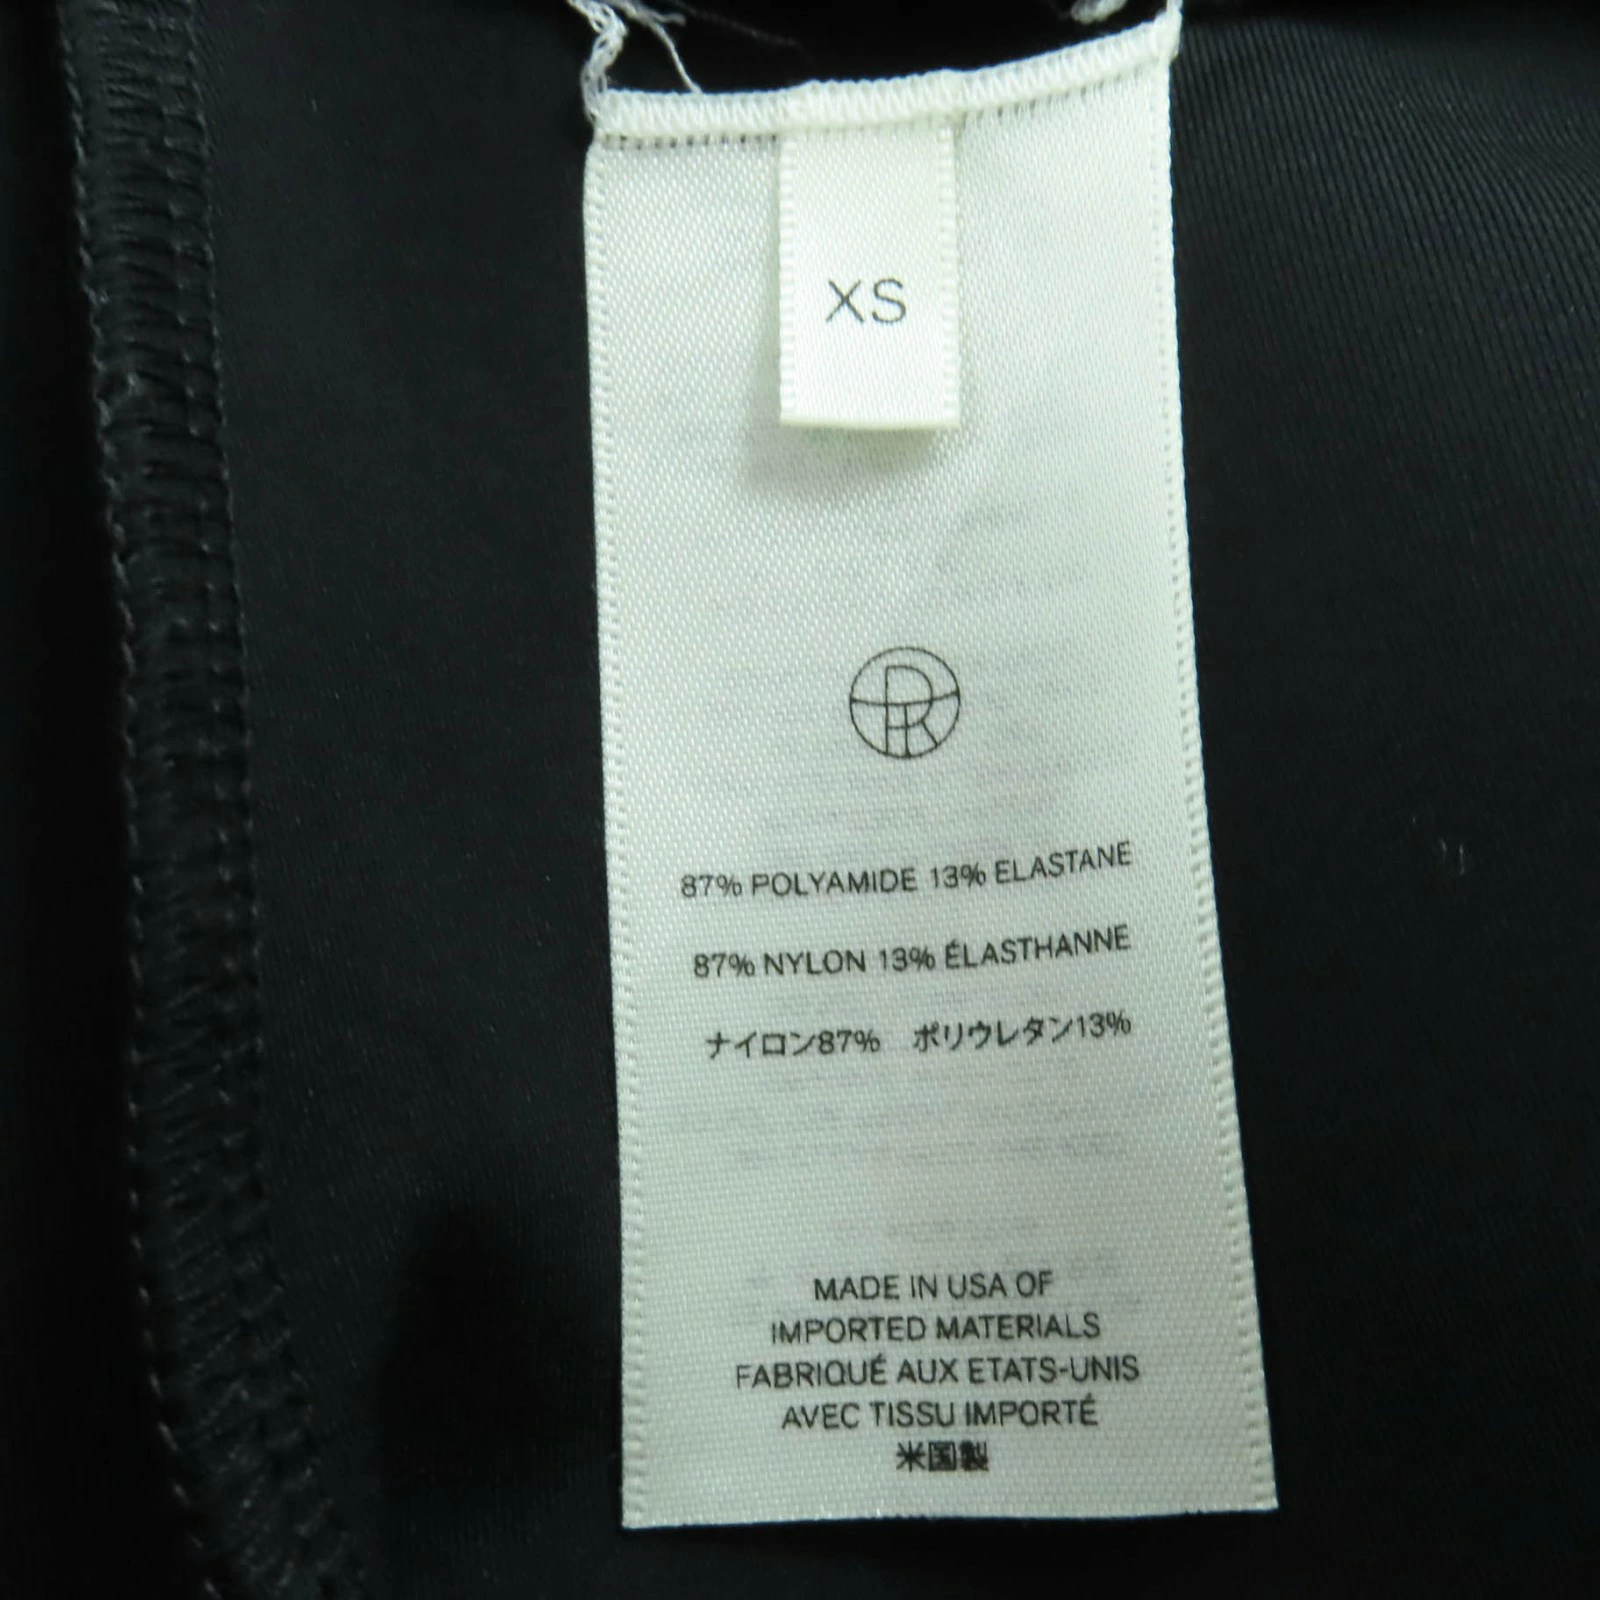 XS
87% POLYAMIDE 13% ELASTANE
87% NYLON 13% ÉLASTHANNE
ナイロン87%　ポリウレタン13%
MADE IN USA OF
IMPORTED MATERIALS
FABRIQUÉ AUX ETATS-UNIS
AVEC TISSU IMPORTÉ
米国製